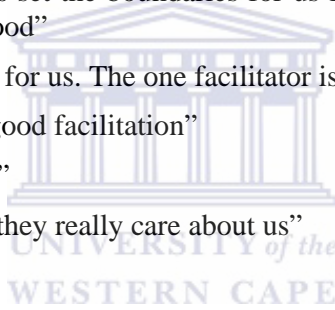 set the boundaries for us
ood”
for us. The one facilitator is
good facilitation”
”
they really care about us”
UNIVERSITY of the
WESTERN CAPE